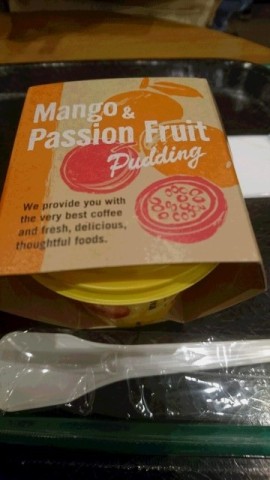 Mango &
Passion Fruit
Pudding
We provide you with
the very best coffee
and fresh, delicious,
thoughtful foods.